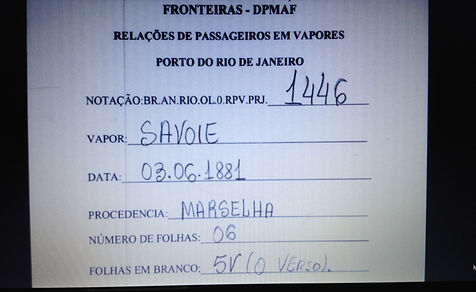 FRONTEIRAS - DPMAF
RELAÇÕES DE PASSAGEIROS EM VAPORES
PORTO DO RIO DE JANEIRO
NOTAÇÃO:BR.AN.RIO.OL.0.RPV.PRJ. 1446
VAPOR: SAVOIE
DATA: 03.06.1881
PROCEDENCIA: MARSELHA
NÚMERO DE FOLHAS: 06
FOLHAS EM BRANCO: 5V (O VERSO).